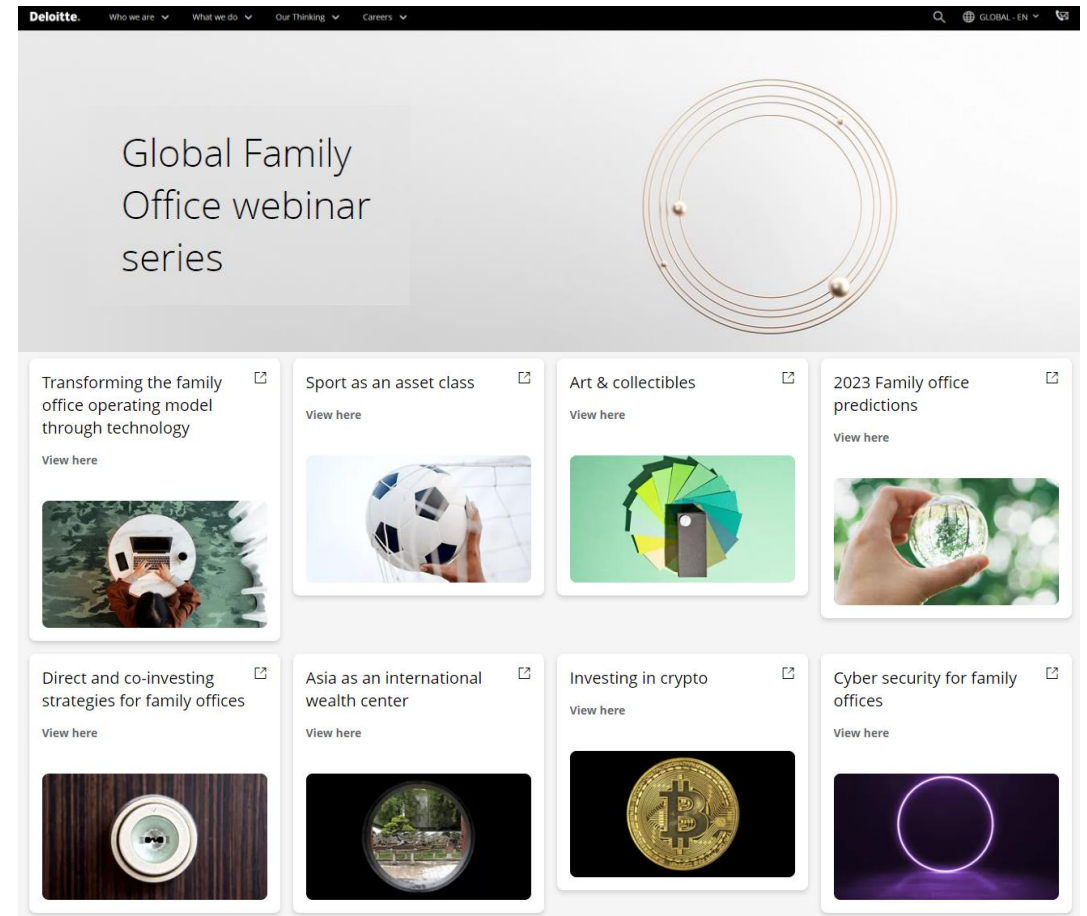 Deloitte.
Who we are
What we do
Our Thinking
Careers
GLOBAL - EN
Global Family
Office webinar
series
Transforming the family
office operating model
through technology
View here
Sport as an asset class
View here
Art & collectibles
View here
2023 Family office
predictions
View here
Direct and co-investing
strategies for family offices
View here
Asia as an international
wealth center
View here
Investing in crypto
View here
Cyber security for family
offices
View here